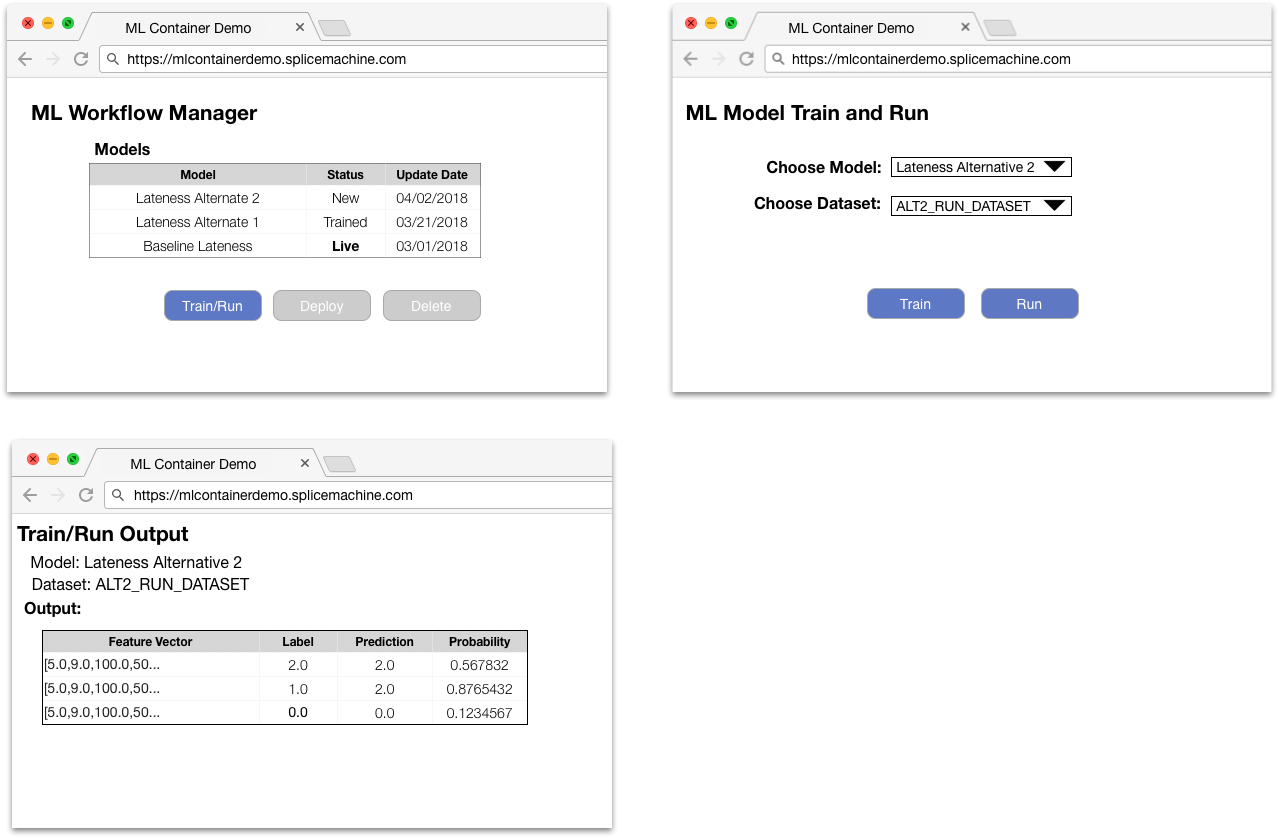 ML Container Demo
https://mlcontainerdemo.splicemachine.com
ML Workflow Manager
Models
Model Status Update Date
Lateness Alternate 2 New 04/02/2018
Lateness Alternate 1 Trained 03/21/2018
Baseline Lateness Live 03/01/2018
Train/Run Deploy Delete
ML Container Demo
https://mlcontainerdemo.splicemachine.com
ML Model Train and Run
Choose Model: Lateness Alternative 2
Choose Dataset: ALT2_RUN_DATASET
Train Run
ML Container Demo
https://mlcontainerdemo.splicemachine.com
Train/Run Output
Model: Lateness Alternative 2
Dataset: ALT2_RUN_DATASET
Output:
Feature Vector Label Prediction Probability
[5.0,9.0,100.0,50... 2.0 2.0 0.567832
[5.0,9.0,100.0,50... 1.0 2.0 0.8765432
[5.0,9.0,100.0,50... 0.0 0.0 0.1234567